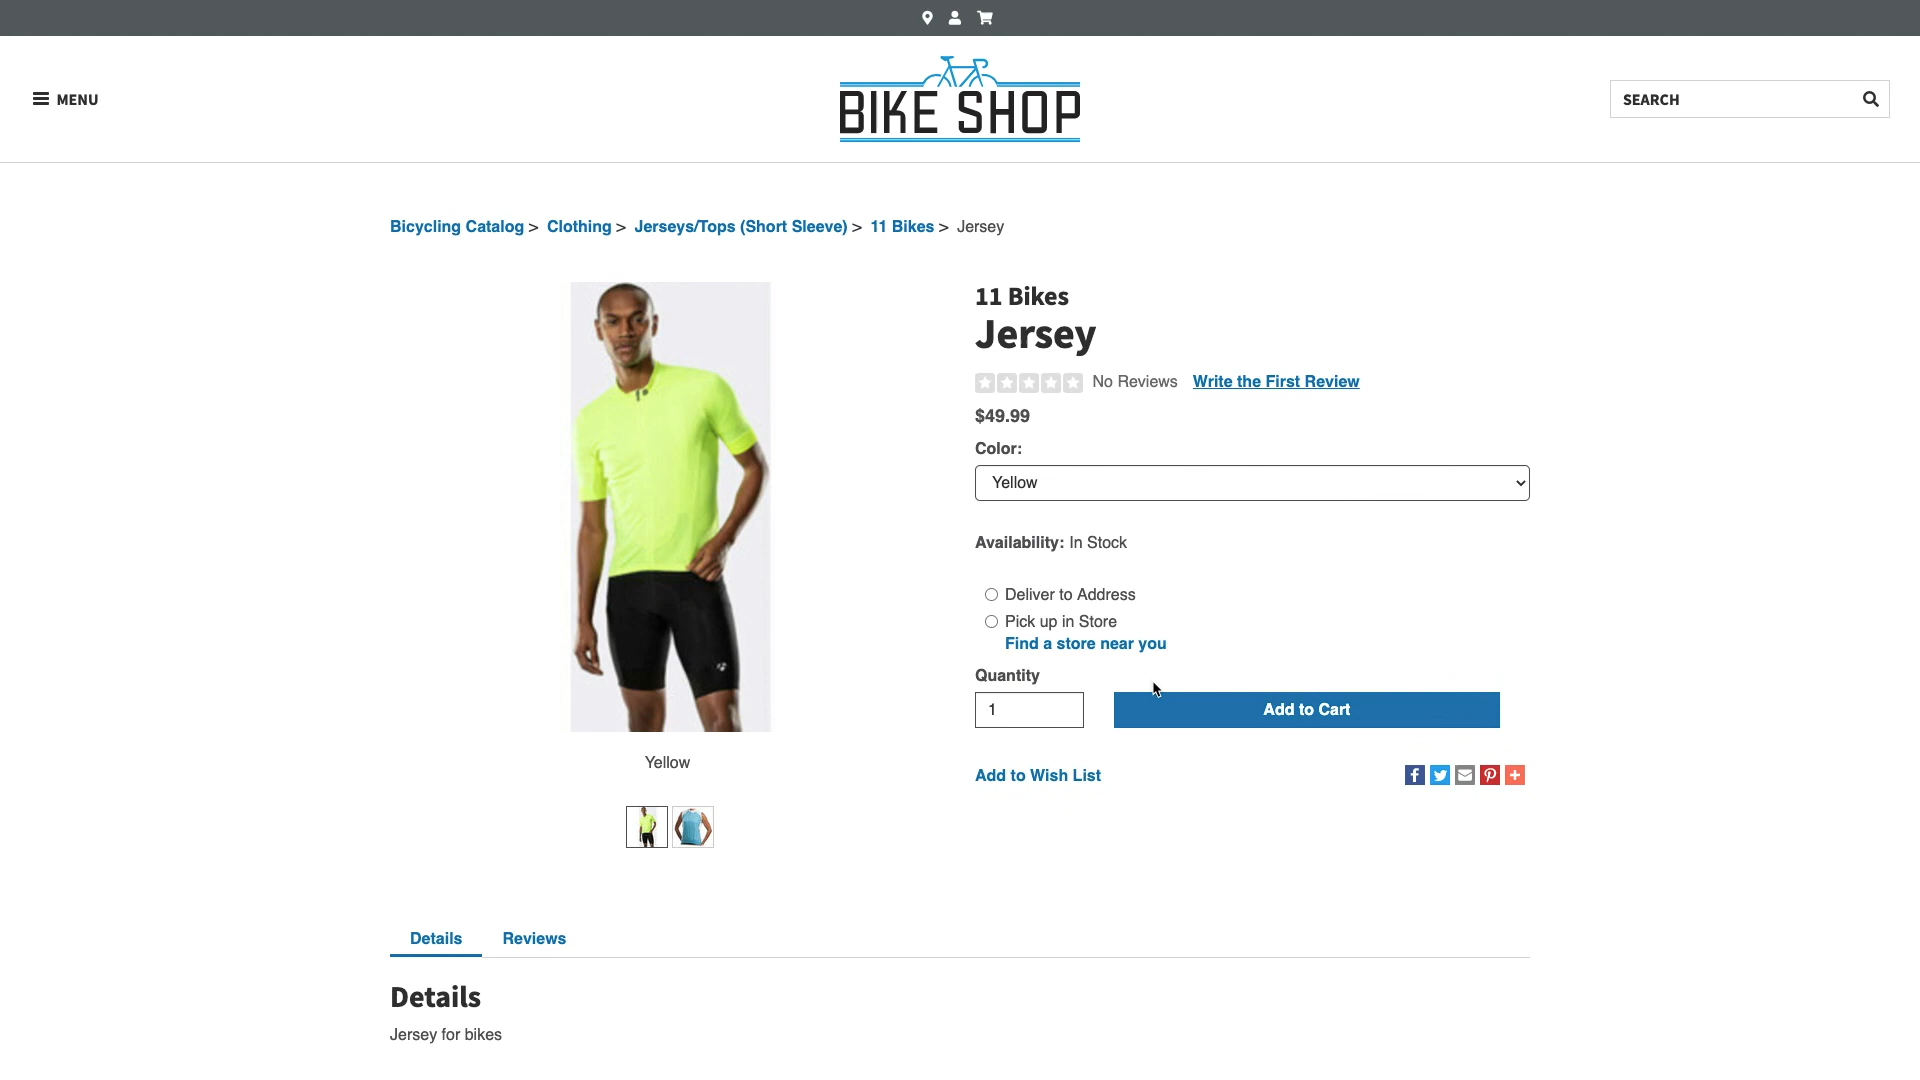 MENU
BIKE SHOP
SEARCH
Bicycling Catalog > Clothing > Jerseys/Tops (Short Sleeve) > 11 Bikes > Jersey
11 Bikes
Jersey
No Reviews Write the First Review
$49.99
Color:
Yellow
Availability: In Stock
Deliver to Address
Pick up in Store
Find a store near you
Quantity
1
Add to Cart
Yellow
Add to Wish List
Details Reviews
Details
Jersey for bikes